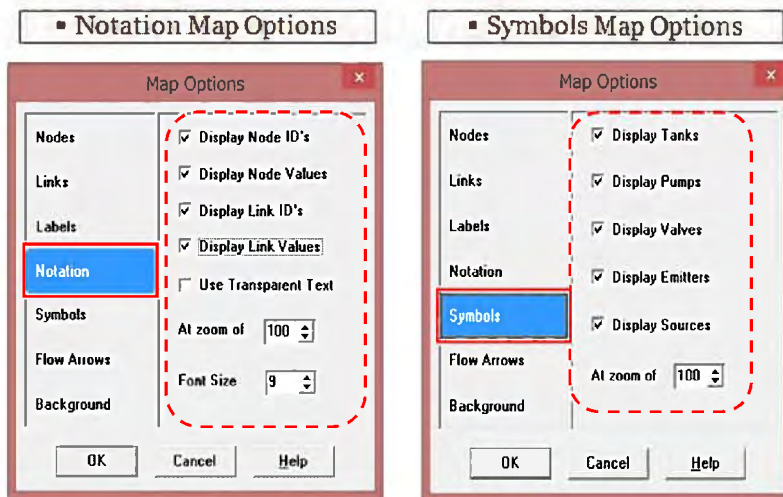 ▪ Notation Map Options
Map Options
Nodes
Links
Labels
Notation
Symbols
Flow Arrows
Background
Display Node ID's
Display Node Values
Display Link ID's
Display Link Values
Use Transparent Text
At zoom of 100
Font Size 9
OK Cancel Help
▪ Symbols Map Options
Map Options
Nodes
Links
Labels
Notation
Symbols
Flow Arrows
Background
Display Tanks
Display Pumps
Display Valves
Display Emitters
Display Sources
At zoom of 100
OK Cancel Help